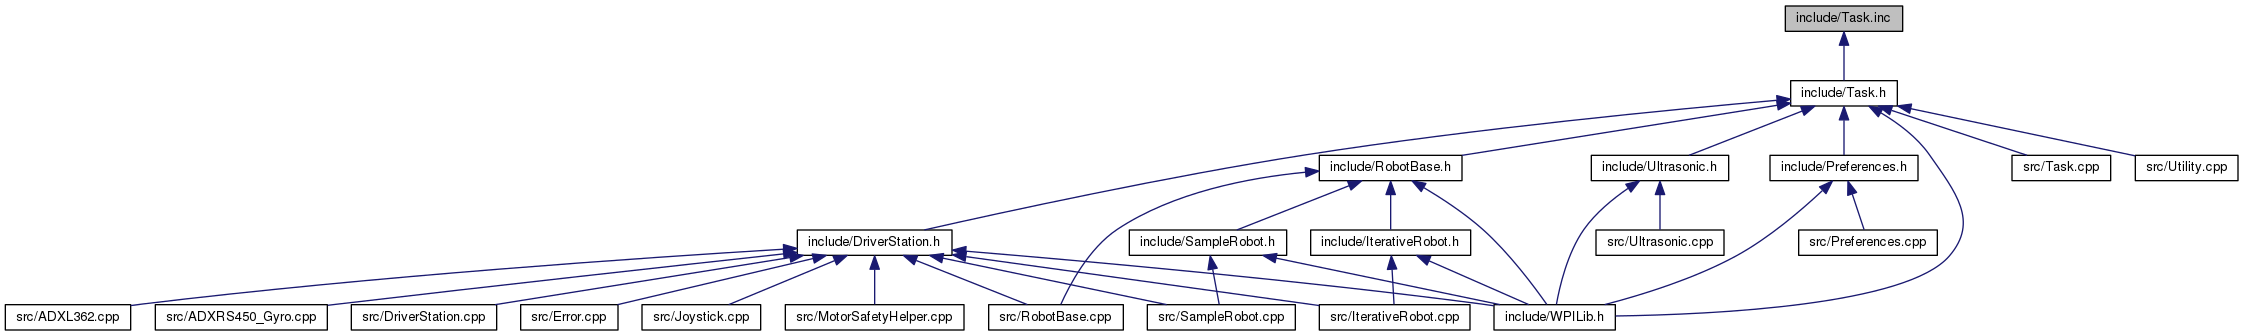 include/Task.inc
include/Task.h
include/RobotBase.h
include/Ultrasonic.h
include/Preferences.h
src/Task.cpp
src/Utility.cpp
include/DriverStation.h
include/SampleRobot.h
include/IterativeRobot.h
src/Ultrasonic.cpp
src/Preferences.cpp
src/ADXL362.cpp
src/ADXRS450_Gyro.cpp
src/DriverStation.cpp
src/Error.cpp
src/Joystick.cpp
src/MotorSafetyHelper.cpp
src/RobotBase.cpp
src/SampleRobot.cpp
src/IterativeRobot.cpp
include/WPILib.h